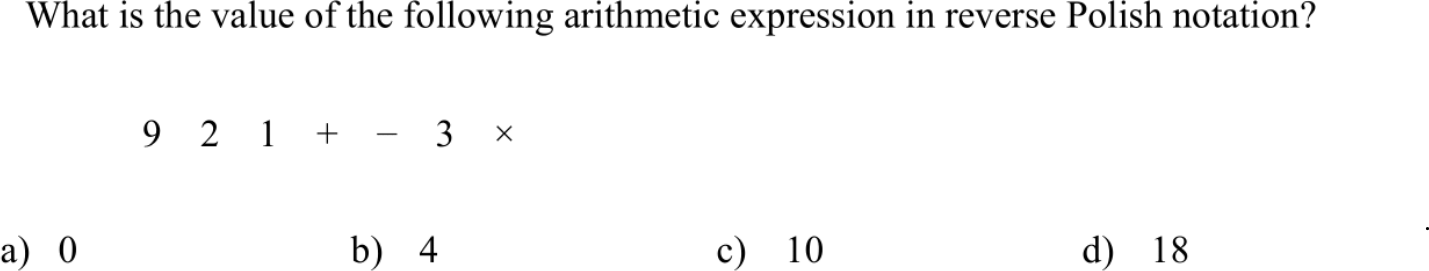 What is the value of the following arithmetic expression in reverse Polish notation?
9 2 1 + − 3 ×
a) 0 b) 4 c) 10 d) 18